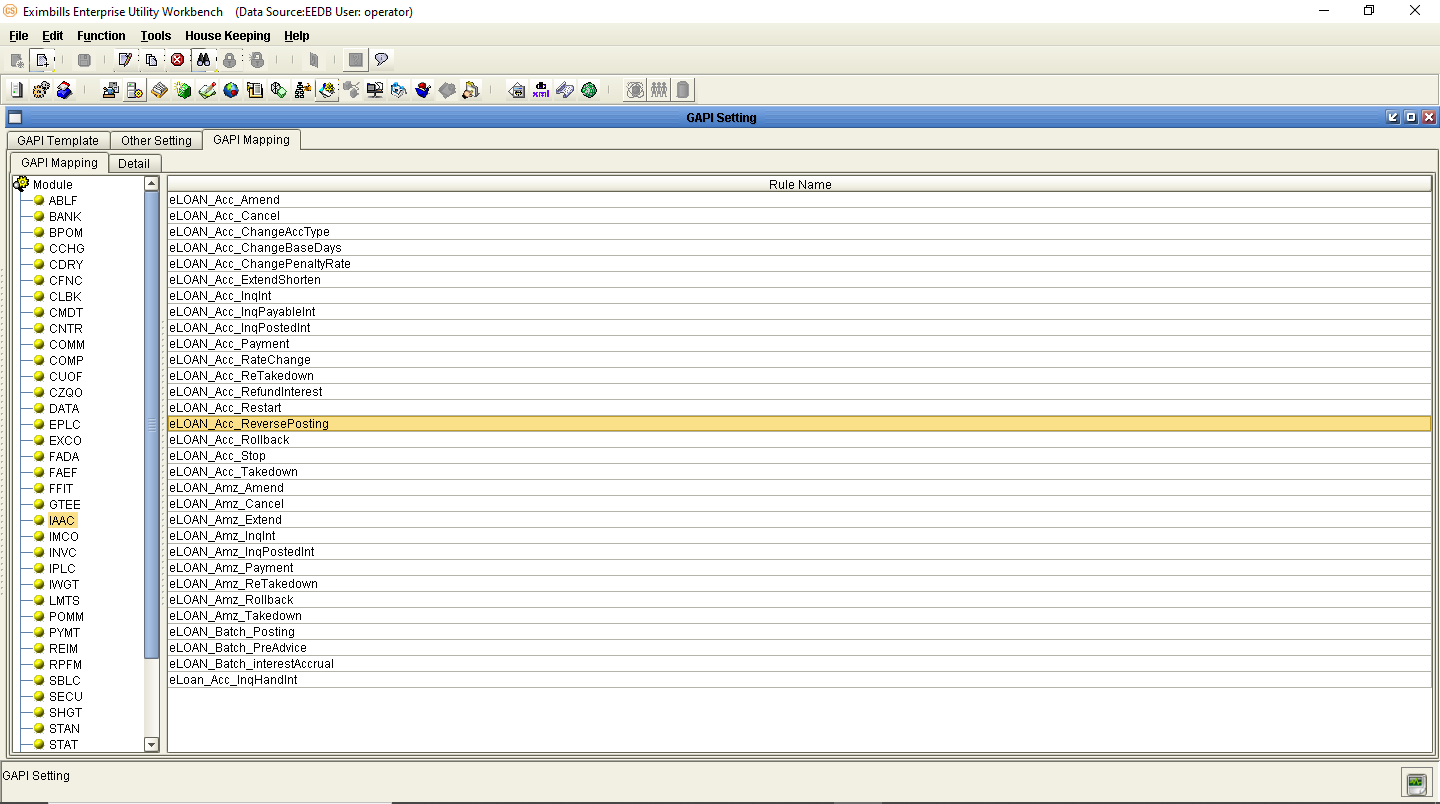 CS Eximbills Enterprise Utility Workbench (Data Source:EEDB User: operator)
File Edit Function Tools House Keeping Help
db
xml
GAPI Setting
GAPI Template Other Setting GAPI Mapping
GAPI Mapping Detail
Module
ABLF
BANK
BPOM
CCHG
CDRY
CFNC
CLBK
CMDT
CNTR
COMM
COMP
CUOF
CZQO
DATA
EPLC
EXCO
FADA
FAEF
FFIT
GTEE
IAAC
IMCO
INVC
IPLC
IWGT
LMTS
POMM
PYMT
REIM
RPFM
SBLC
SECU
SHGT
STAN
STAT
Rule Name
eLOAN_Acc_Amend
eLOAN_Acc_Cancel
eLOAN_Acc_ChangeAccType
eLOAN_Acc_ChangeBaseDays
eLOAN_Acc_ChangePenaltyRate
eLOAN_Acc_ExtendShorten
eLOAN_Acc_InqInt
eLOAN_Acc_InqPayableInt
eLOAN_Acc_InqPostedInt
eLOAN_Acc_Payment
eLOAN_Acc_RateChange
eLOAN_Acc_ReTakedown
eLOAN_Acc_RefundInterest
eLOAN_Acc_Restart
eLOAN_Acc_ReversePosting
eLOAN_Acc_Rollback
eLOAN_Acc_Stop
eLOAN_Acc_Takedown
eLOAN_Amz_Amend
eLOAN_Amz_Cancel
eLOAN_Amz_Extend
eLOAN_Amz_InqInt
eLOAN_Amz_InqPostedInt
eLOAN_Amz_Payment
eLOAN_Amz_ReTakedown
eLOAN_Amz_Rollback
eLOAN_Amz_Takedown
eLOAN_Batch_Posting
eLOAN_Batch_PreAdvice
eLOAN_Batch_interestAccrual
eLoan_Acc_InqHandInt
GAPI Setting